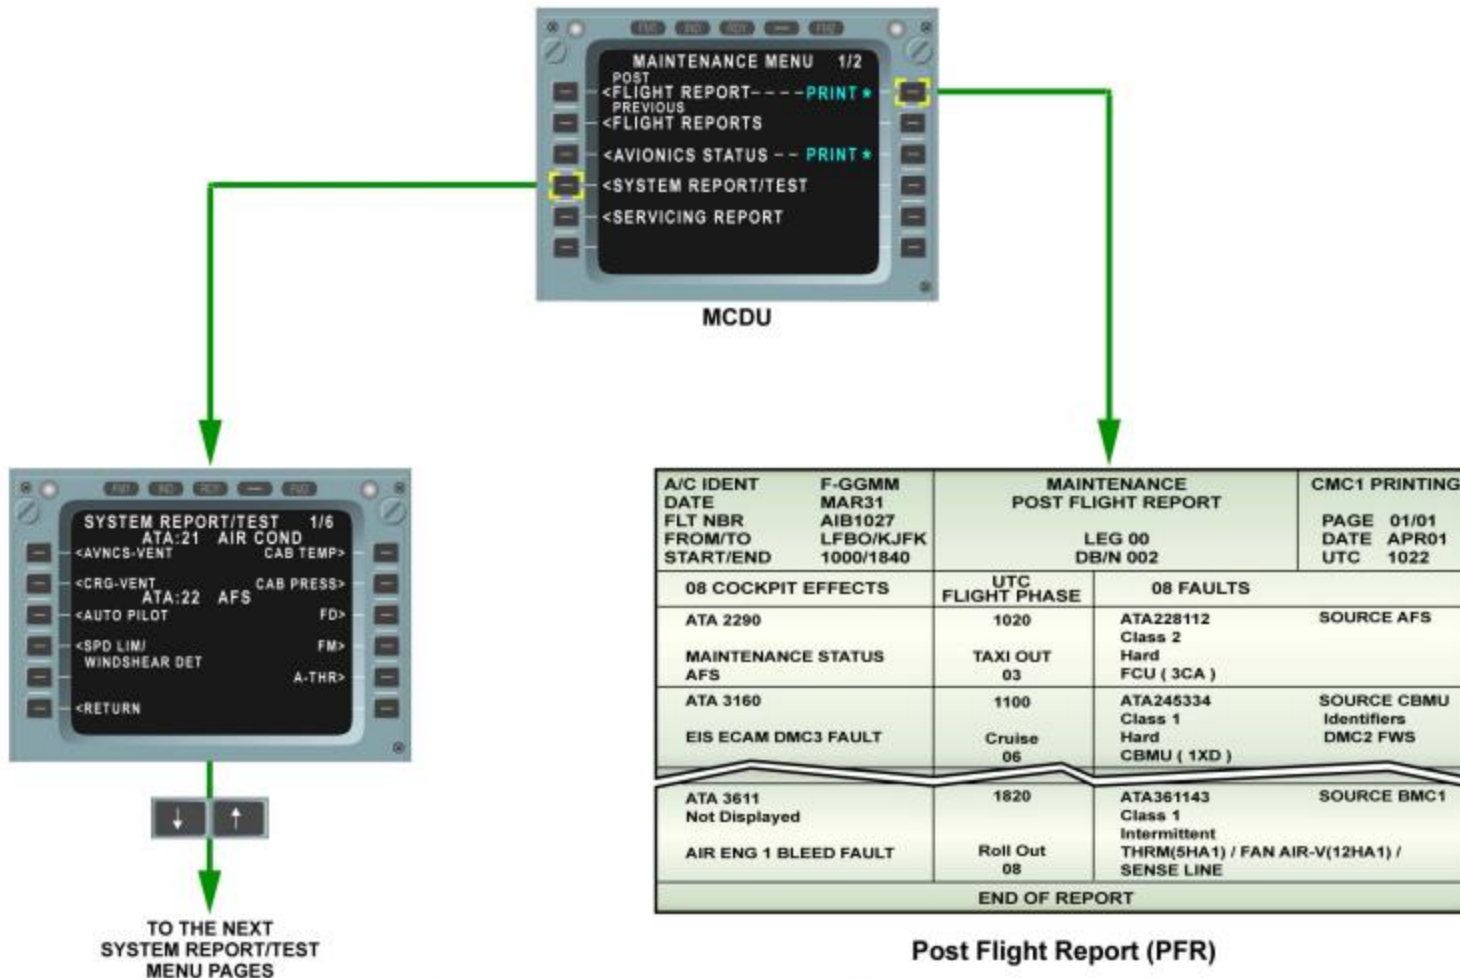 FM1 IND RDY FM2
MAINTENANCE MENU 1/2
POST
<FLIGHT REPORT----PRINT *
PREVIOUS
<FLIGHT REPORTS
<AVIONICS STATUS -- PRINT *
<SYSTEM REPORT/TEST
<SERVICING REPORT
MCDU
FM1 IND RDY FM2
SYSTEM REPORT/TEST 1/6
ATA:21 AIR COND
<AVNCS-VENT CAB TEMP>
<CRG-VENT CAB PRESS>
ATA:22 AFS
<AUTO PILOT FD>
<SPD LIM/ FM>
WINDSHEAR DET
A-THR>
<RETURN
↓ ↑
TO THE NEXT
SYSTEM REPORT/TEST
MENU PAGES
A/C IDENT F-GGMM
DATE MAR31
FLT NBR AIB1027
FROM/TO LFBO/KJFK
START/END 1000/1840
MAINTENANCE
POST FLIGHT REPORT
LEG 00
DB/N 002
CMC1 PRINTING
PAGE 01/01
DATE APR01
UTC 1022
08 COCKPIT EFFECTS
UTC
FLIGHT PHASE
08 FAULTS
ATA 2290
MAINTENANCE STATUS
AFS
1020
TAXI OUT
03
ATA228112 SOURCE AFS
Class 2
Hard
FCU ( 3CA )
ATA 3160
EIS ECAM DMC3 FAULT
1100
Cruise
06
ATA245334 SOURCE CBMU
Class 1 Identifiers
Hard DMC2 FWS
CBMU ( 1XD )
ATA 3611
Not Displayed
AIR ENG 1 BLEED FAULT
1820
Roll Out
08
ATA361143 SOURCE BMC1
Class 1
Intermittent
THRM(5HA1) / FAN AIR-V(12HA1) /
SENSE LINE
END OF REPORT
Post Flight Report (PFR)